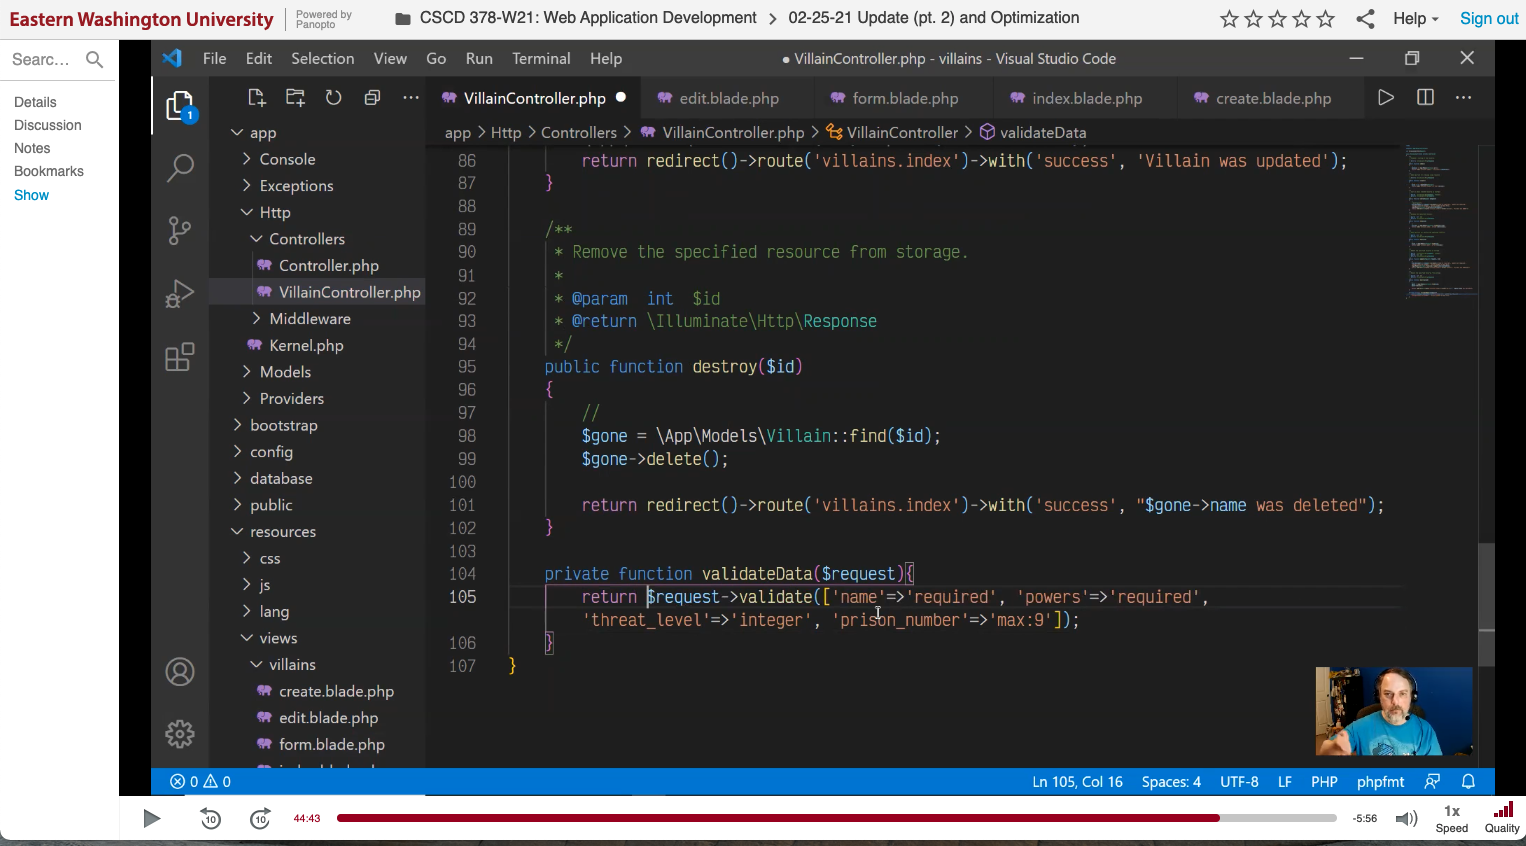 Eastern Washington University
Powered by
Panopto
CSCD 378-W21: Web Application Development > 02-25-21 Update (pt. 2) and Optimization
Help
Sign out
Searc...
Details
Discussion
Notes
Bookmarks
Show
File Edit Selection View Go Run Terminal Help
● VillainController.php - villains - Visual Studio Code
1
VillainController.php
edit.blade.php
form.blade.php
index.blade.php
create.blade.php
app > Http > Controllers > VillainController.php > VillainController > validateData
app
Console
Exceptions
Http
Controllers
Controller.php
VillainController.php
Middleware
Kernel.php
Models
Providers
bootstrap
config
database
public
resources
css
js
lang
views
villains
create.blade.php
edit.blade.php
form.blade.php
86 return redirect()->route('villains.index')->with('success', 'Villain was updated');
87 }
88
89 /**
90 * Remove the specified resource from storage.
91 *
92 * @param int $id
93 * @return \Illuminate\Http\Response
94 */
95 public function destroy($id)
96 {
97 //
98 $gone = \App\Models\Villain::find($id);
99 $gone->delete();
100
101 return redirect()->route('villains.index')->with('success', "$gone->name was deleted");
102 }
103
104 private function validateData($request){
105 return $request->validate(['name'=>'required', 'powers'=>'required',
'threat_level'=>'integer', 'prison_number'=>'max:9']);
106 }
107 }
0 0
Ln 105, Col 16 Spaces: 4 UTF-8 LF PHP phpfmt
10
10
44:43
-5:56
1x
Speed
Quality